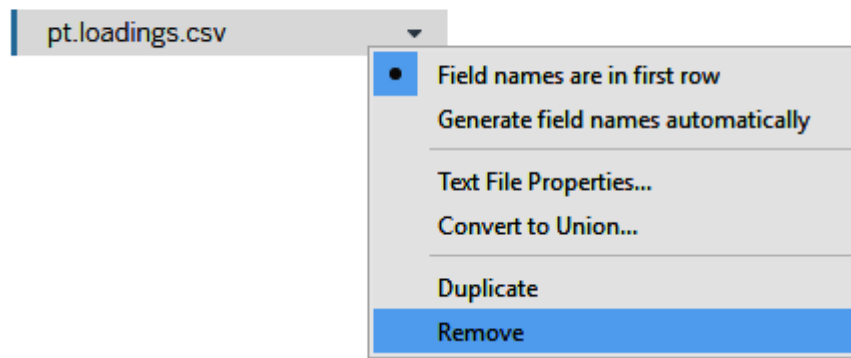 pt.loadings.csv
Field names are in first row
Generate field names automatically
Text File Properties...
Convert to Union...
Duplicate
Remove